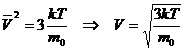 V̅² = 3 kT/m₀ ⇒ V = √(3kT/m₀)